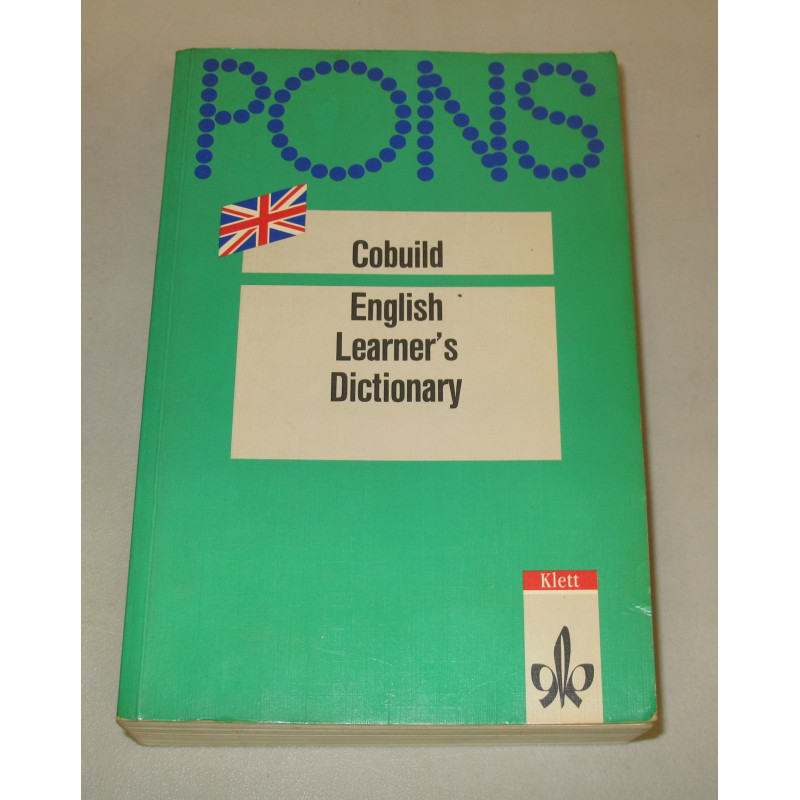 PONS
Cobuild
English
Learner's
Dictionary
Klett